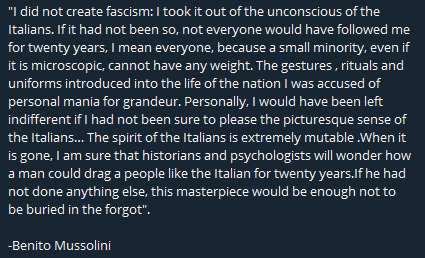 "I did not create fascism: I took it out of the unconscious of the
Italians. If it had not been so, not everyone would have followed me
for twenty years, I mean everyone, because a small minority, even if
it is microscopic, cannot have any weight. The gestures , rituals and
uniforms introduced into the life of the nation I was accused of
personal mania for grandeur. Personally, I would have been left
indifferent if I had not been sure to please the picturesque sense of
the Italians... The spirit of the Italians is extremely mutable .When it
is gone, I am sure that historians and psychologists will wonder how
a man could drag a people like the Italian for twenty years.If he had
not done anything else, this masterpiece would be enough not to
be buried in the forgot".
-Benito Mussolini